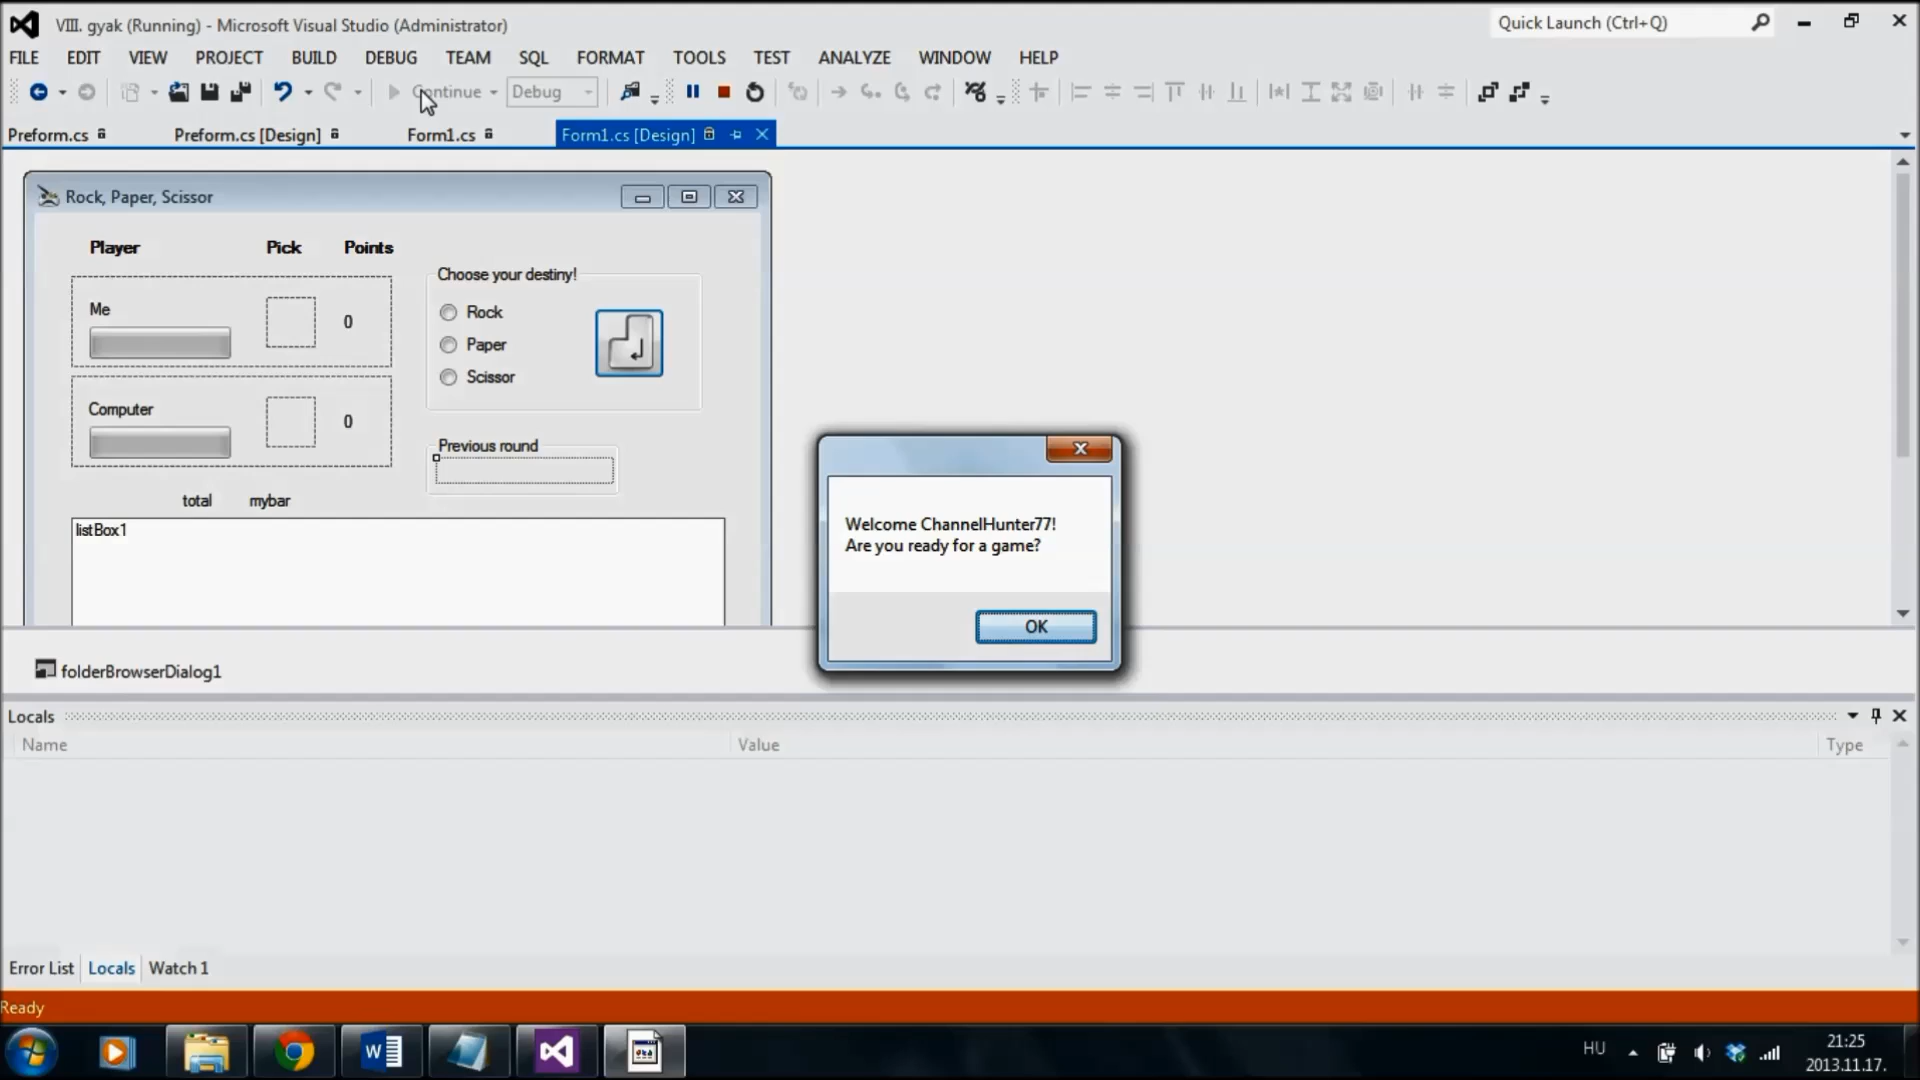 VIII. gyak (Running) - Microsoft Visual Studio (Administrator)
Quick Launch (Ctrl+Q)
FILE EDIT VIEW PROJECT BUILD DEBUG TEAM SQL FORMAT TOOLS TEST ANALYZE WINDOW HELP
Continue Debug
Preform.cs Preform.cs [Design] Form1.cs Form1.cs [Design]
Rock, Paper, Scissor
Player Pick Points
Choose your destiny!
Me
0
Rock
Paper
Scissor
Computer
0
Previous round
total mybar
listBox1
Welcome ChannelHunter77!
Are you ready for a game?
OK
folderBrowserDialog1
Locals
Name Value Type
Error List Locals Watch 1
Ready
HU
21:25
2013.11.17.